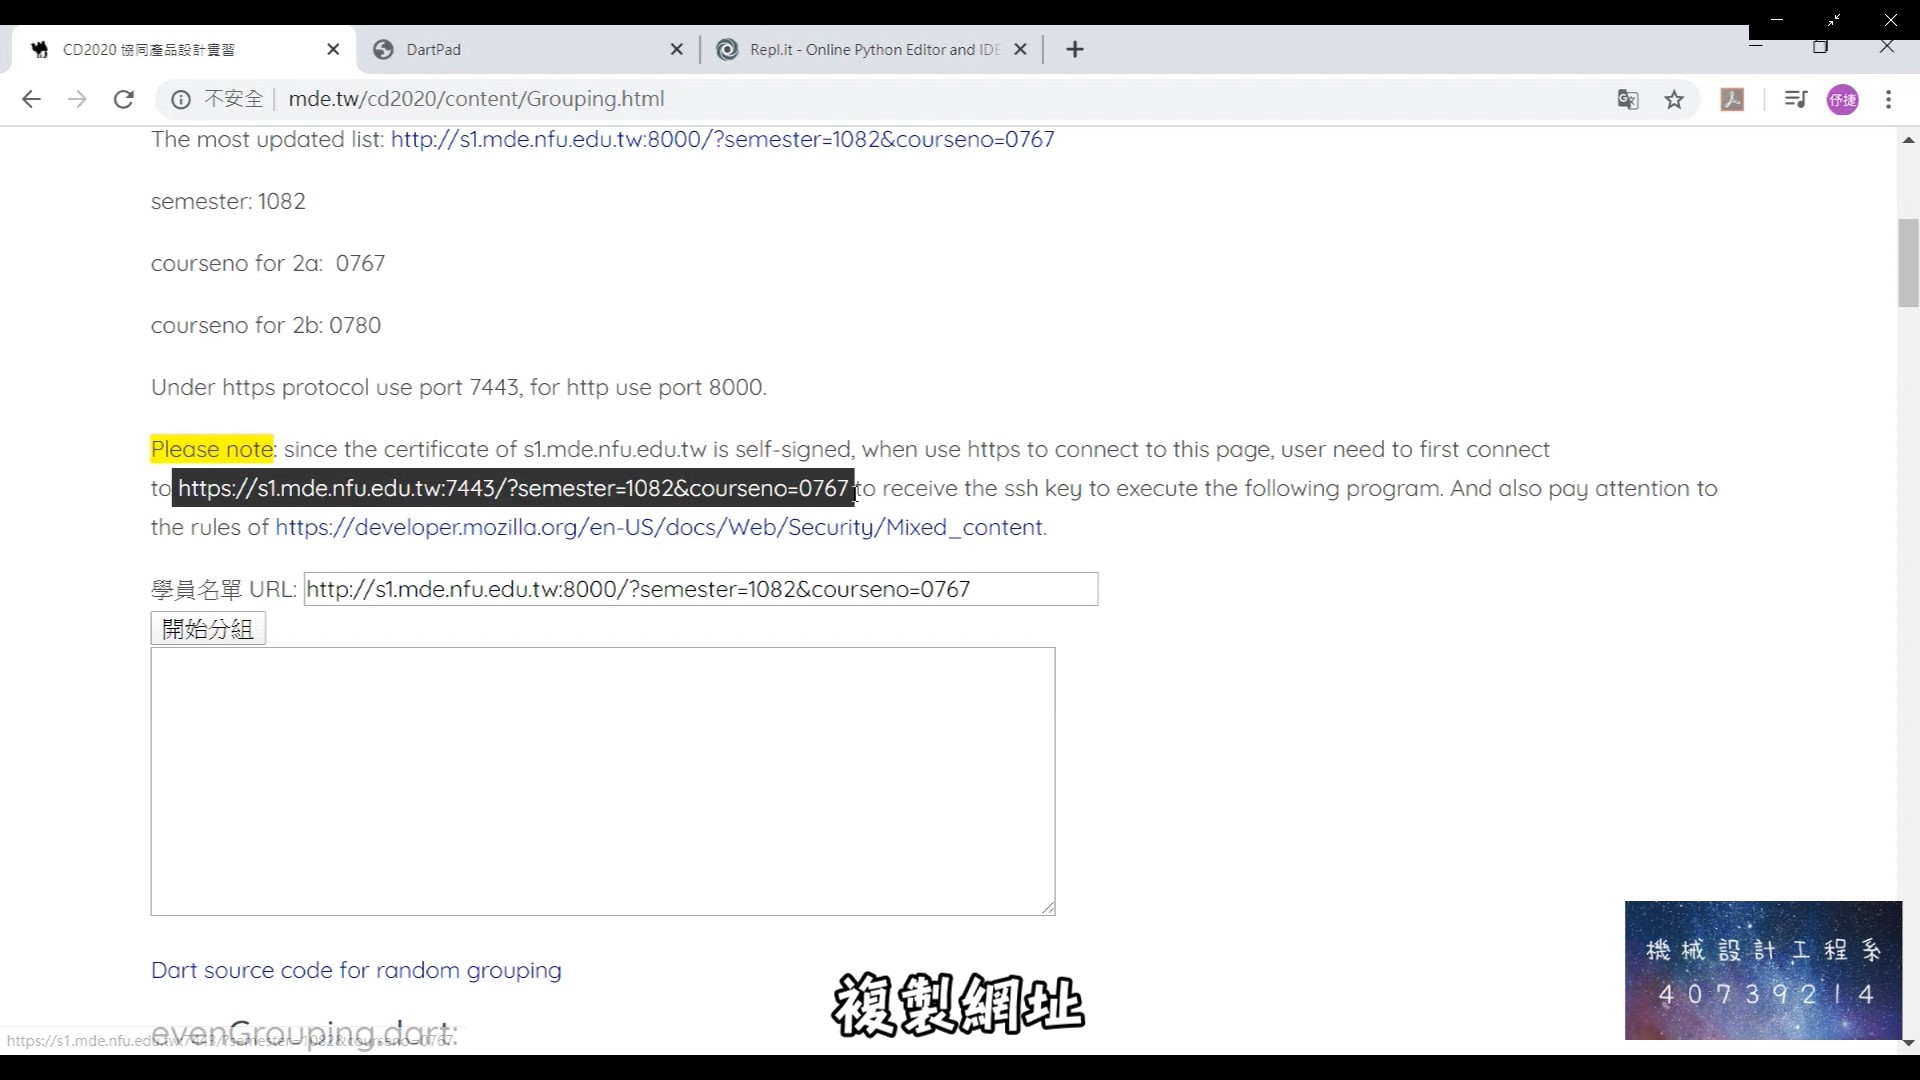 CD2020 協同產品設計實習
DartPad
Repl.it - Online Python Editor and IDE
不安全
mde.tw/cd2020/content/Grouping.html
伃捷
The most updated list: http://s1.mde.nfu.edu.tw:8000/?semester=1082&courseno=0767
semester: 1082
courseno for 2a:  0767
courseno for 2b: 0780
Under https protocol use port 7443, for http use port 8000.
Please note: since the certificate of s1.mde.nfu.edu.tw is self-signed, when use https to connect to this page, user need to first connect
to https://s1.mde.nfu.edu.tw:7443/?semester=1082&courseno=0767 to receive the ssh key to execute the following program. And also pay attention to
the rules of https://developer.mozilla.org/en-US/docs/Web/Security/Mixed_content.
學員名單 URL: http://s1.mde.nfu.edu.tw:8000/?semester=1082&courseno=0767
開始分組
Dart source code for random grouping
evenGrouping.dart:
https://s1.mde.nfu.edu.tw:7443/?semester=1082&courseno=0767
複製網址
機械設計工程系
40739214